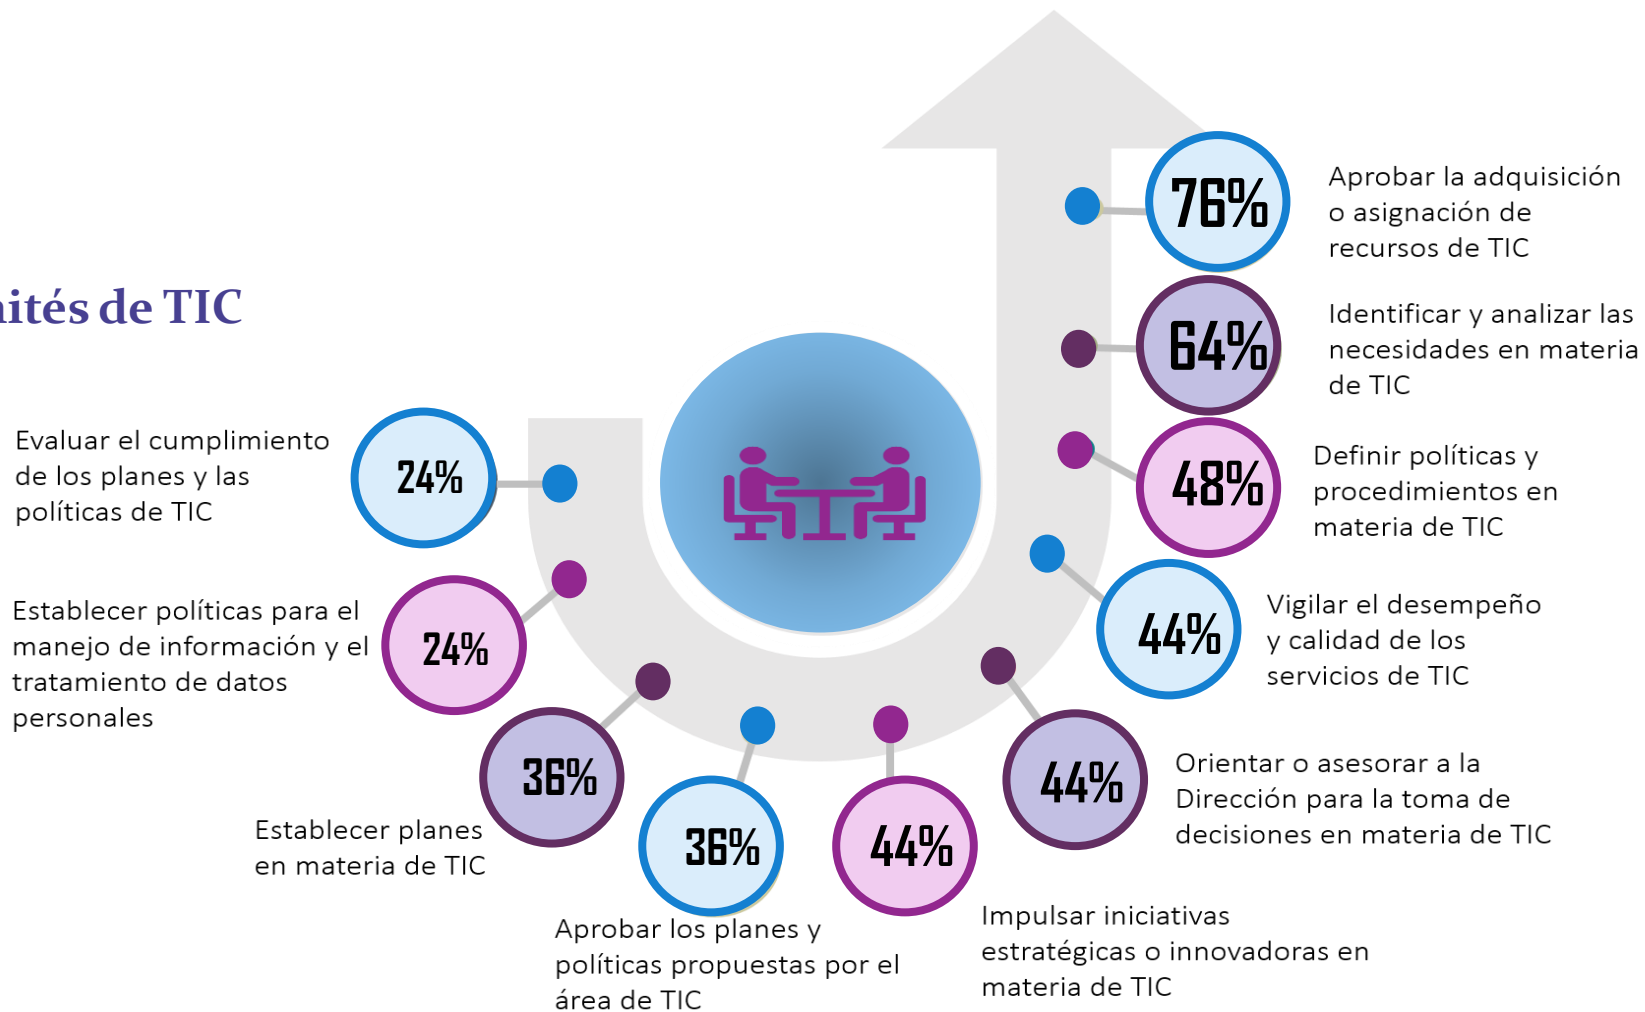 ités de TIC
76%
Aprobar la adquisición
o asignación de
recursos de TIC
64%
Identificar y analizar las
necesidades en materia
de TIC
48%
Definir políticas y
procedimientos en
materia de TIC
44%
Vigilar el desempeño
y calidad de los
servicios de TIC
44%
Orientar o asesorar a la
Dirección para la toma de
decisiones en materia de TIC
44%
Impulsar iniciativas
estratégicas o innovadoras en
materia de TIC
36%
Aprobar los planes y
políticas propuestas por el
área de TIC
36%
Establecer planes
en materia de TIC
24%
Establecer políticas para el
manejo de información y el
tratamiento de datos
personales
24%
Evaluar el cumplimiento
de los planes y las
políticas de TIC